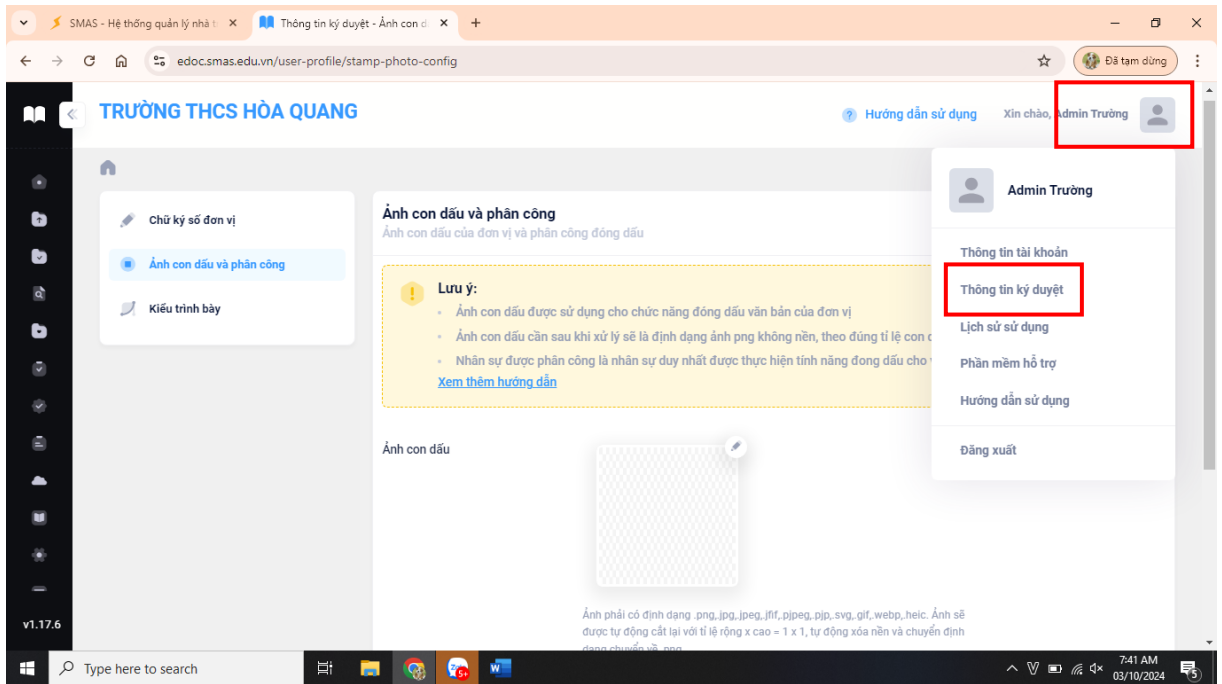 SMAS - Hệ thống quản lý nhà t
Thông tin ký duyệt - Ảnh con d
edoc.smas.edu.vn/user-profile/stamp-photo-config
Đã tạm dừng
TRƯỜNG THCS HÒA QUANG
? Hướng dẫn sử dụng
Xin chào, Admin Trường
Admin Trường
Thông tin tài khoản
Thông tin ký duyệt
Lịch sử sử dụng
Phần mềm hỗ trợ
Hướng dẫn sử dụng
Đăng xuất
Chữ ký số đơn vị
Ảnh con dấu và phân công
Kiểu trình bày
Ảnh con dấu và phân công
Ảnh con dấu của đơn vị và phân công đóng dấu
Lưu ý:
Ảnh con dấu được sử dụng cho chức năng đóng dấu văn bản của đơn vị
Ảnh con dấu cần sau khi xử lý sẽ là định dạng ảnh png không nền, theo đúng tỉ lệ con
Nhân sự được phân công là nhân sự duy nhất được thực hiện tính năng đong dấu cho
Xem thêm hướng dẫn
Ảnh con dấu
Ảnh phải có định dạng .png,.jpg,.jpeg,.jfif,.pjpeg,.pjp,.svg,.gif,.webp,.heic. Ảnh sẽ
được tự động cắt lại với tỉ lệ rộng x cao = 1 x 1, tự động xóa nền và chuyển định
dạng chuyển về .png
v1.17.6
Type here to search
7:41 AM
03/10/2024